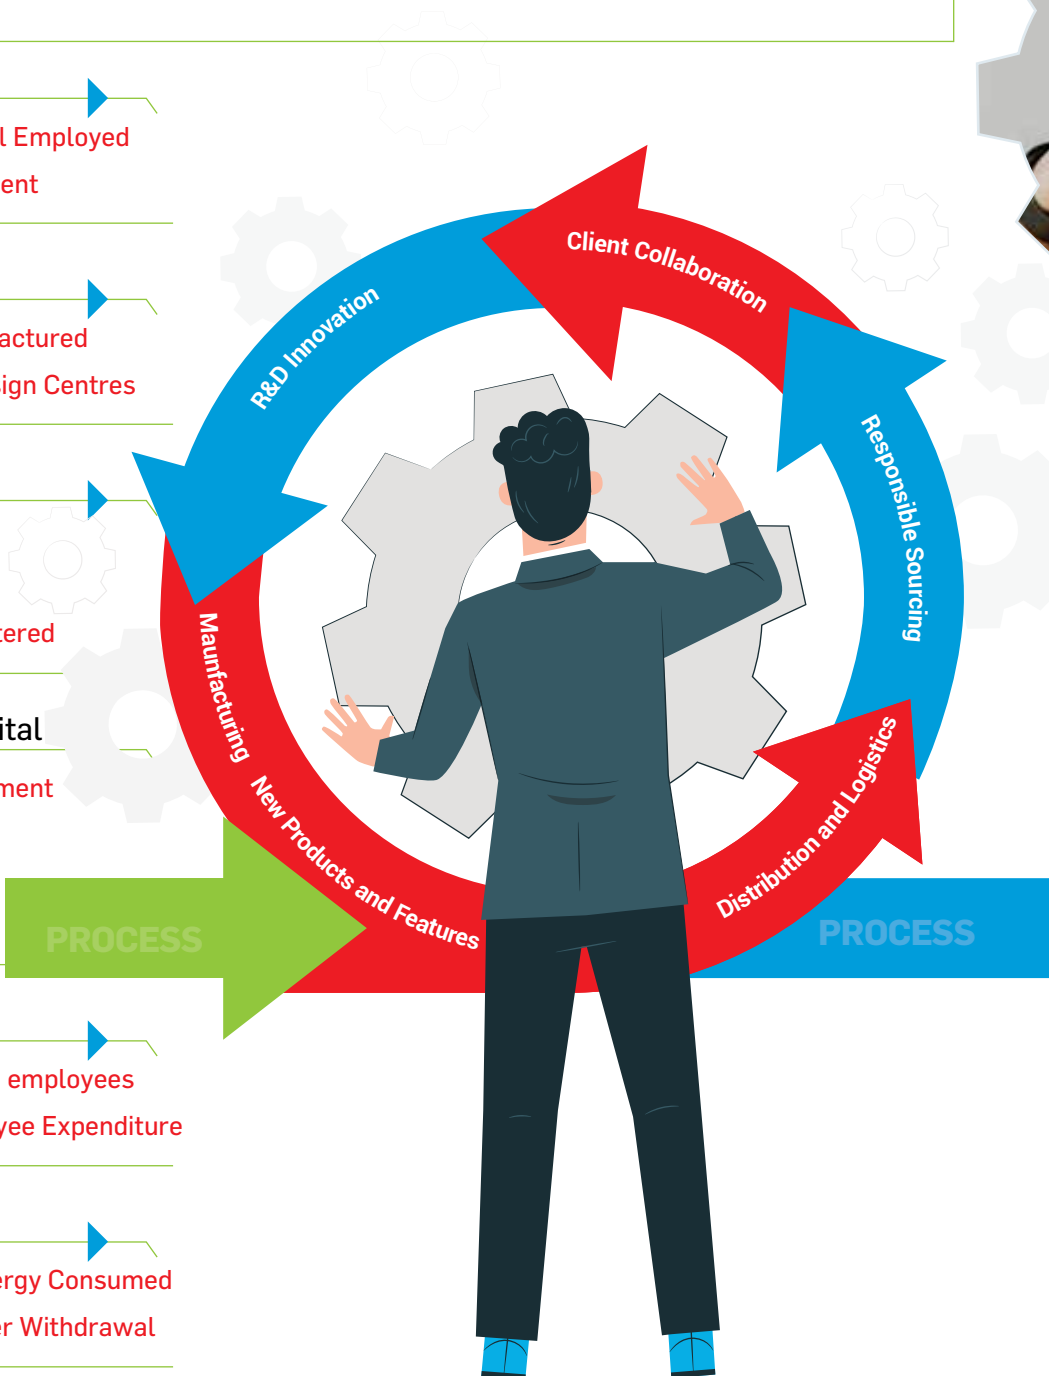 l Employed
ent
actured
ign Centres
tered
ital
ment
PROCESS
employees
yee Expenditure
ergy Consumed
er Withdrawal
Client Collaboration
R&D Innovation
Responsible Sourcing
Maunfacturing
New Products and Features
Distribution and Logistics
PROCESS